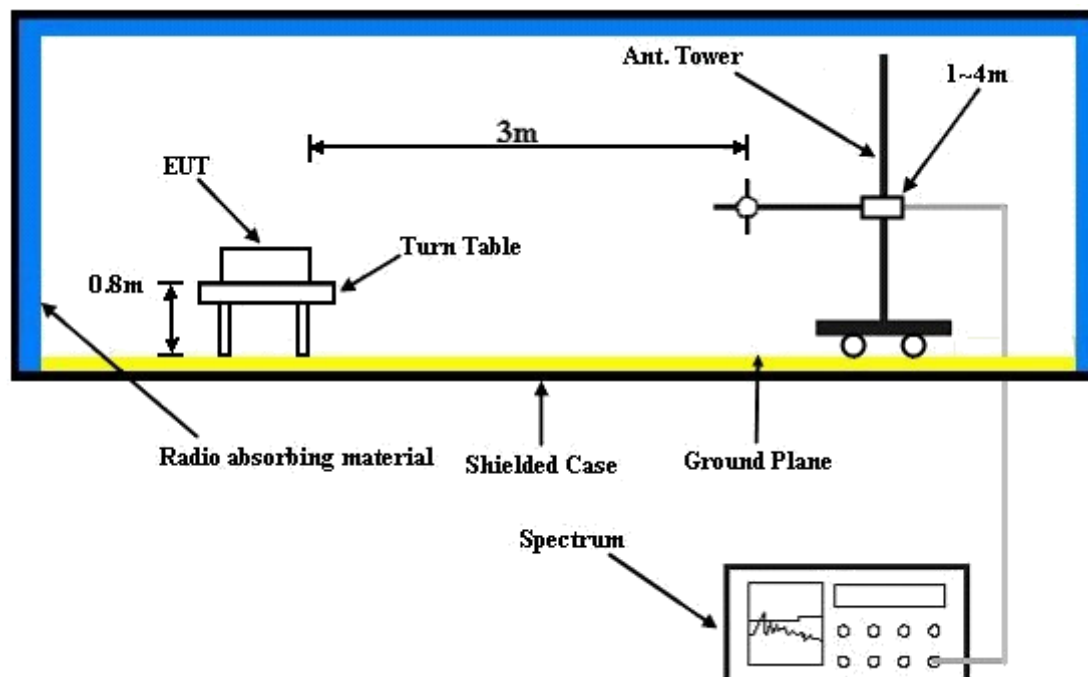 Ant. Tower
1~4m
3m
EUT
Turn Table
0.8m
Radio absorbing material
Shielded Case
Ground Plane
Spectrum